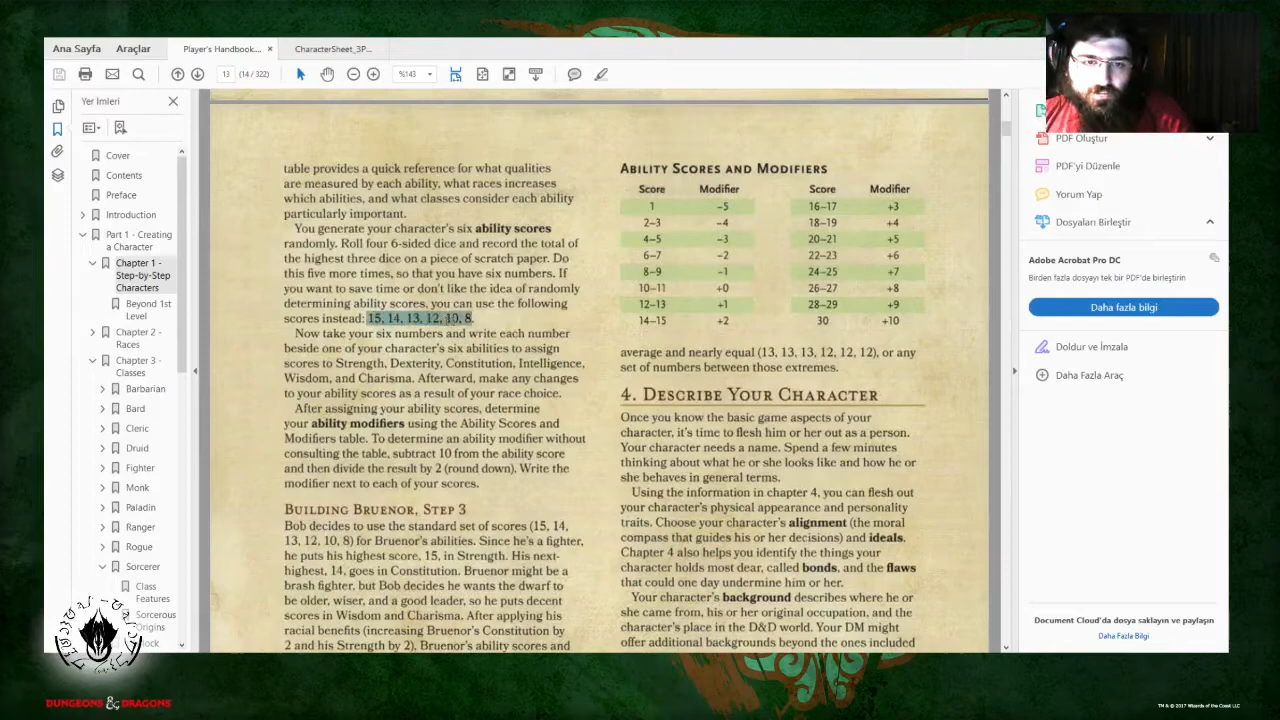 Ana Sayfa Araçlar Player's Handbook.... × CharacterSheet_3P...
13 (14 / 322) %143
Yer İmleri
Cover
Contents
Preface
Introduction
Part 1 - Creating
a Character
Chapter 1 -
Step-by-Step
Characters
Beyond 1st
Level
Chapter 2 -
Races
Chapter 3 -
Classes
Barbarian
Bard
Cleric
Druid
Fighter
Monk
Paladin
Ranger
Rogue
Sorcerer
Class
Features
Sorcerous
Origins
table provides a quick reference for what qualities
are measured by each ability, what races increases
which abilities, and what classes consider each ability
particularly important.
You generate your character's six ability scores
randomly. Roll four 6-sided dice and record the total of
the highest three dice on a piece of scratch paper. Do
this five more times, so that you have six numbers. If
you want to save time or don't like the idea of randomly
determining ability scores, you can use the following
scores instead: 15, 14, 13, 12, 10, 8.
Now take your six numbers and write each number
beside one of your character's six abilities to assign
scores to Strength, Dexterity, Constitution, Intelligence,
Wisdom, and Charisma. Afterward, make any changes
to your ability scores as a result of your race choice.
After assigning your ability scores, determine
your ability modifiers using the Ability Scores and
Modifiers table. To determine an ability modifier without
consulting the table, subtract 10 from the ability score
and then divide the result by 2 (round down). Write the
modifier next to each of your scores.
Building Bruenor, Step 3
Bob decides to use the standard set of scores (15, 14,
13, 12, 10, 8) for Bruenor's abilities. Since he's a fighter,
he puts his highest score, 15, in Strength. His next-
highest, 14, goes in Constitution. Bruenor might be a
brash fighter, but Bob decides he wants the dwarf to
be older, wiser, and a good leader, so he puts decent
scores in Wisdom and Charisma. After applying his
racial benefits (increasing Bruenor's Constitution by
2 and his Strength by 2), Bruenor's ability scores and
Ability Scores and Modifiers
Score Modifier Score Modifier
1 −5 16–17 +3
2–3 −4 18–19 +4
4–5 −3 20–21 +5
6–7 −2 22–23 +6
8–9 −1 24–25 +7
10–11 +0 26–27 +8
12–13 +1 28–29 +9
14–15 +2 30 +10
average and nearly equal (13, 13, 13, 12, 12, 12), or any
set of numbers between those extremes.
4. Describe Your Character
Once you know the basic game aspects of your
character, it's time to flesh him or her out as a person.
Your character needs a name. Spend a few minutes
thinking about what he or she looks like and how he or
she behaves in general terms.
Using the information in chapter 4, you can flesh out
your character's physical appearance and personality
traits. Choose your character's alignment (the moral
compass that guides his or her decisions) and ideals.
Chapter 4 also helps you identify the things your
character holds most dear, called bonds, and the flaws
that could one day undermine him or her.
Your character's background describes where he or
she came from, his or her original occupation, and the
character's place in the D&D world. Your DM might
offer additional backgrounds beyond the ones included
PDF Oluştur
PDF'yi Düzenle
Yorum Yap
Dosyaları Birleştir
Adobe Acrobat Pro DC
Birden fazla dosyayı tek bir PDF'de birleştirin
Daha fazla bilgi
Doldur ve İmzala
Daha Fazla Araç
Document Cloud'da dosya saklayın ve paylaşın
Daha Fazla Bilgi
DUNGEONS & DRAGONS
TM & © 2017 Wizards of the Coast LLC